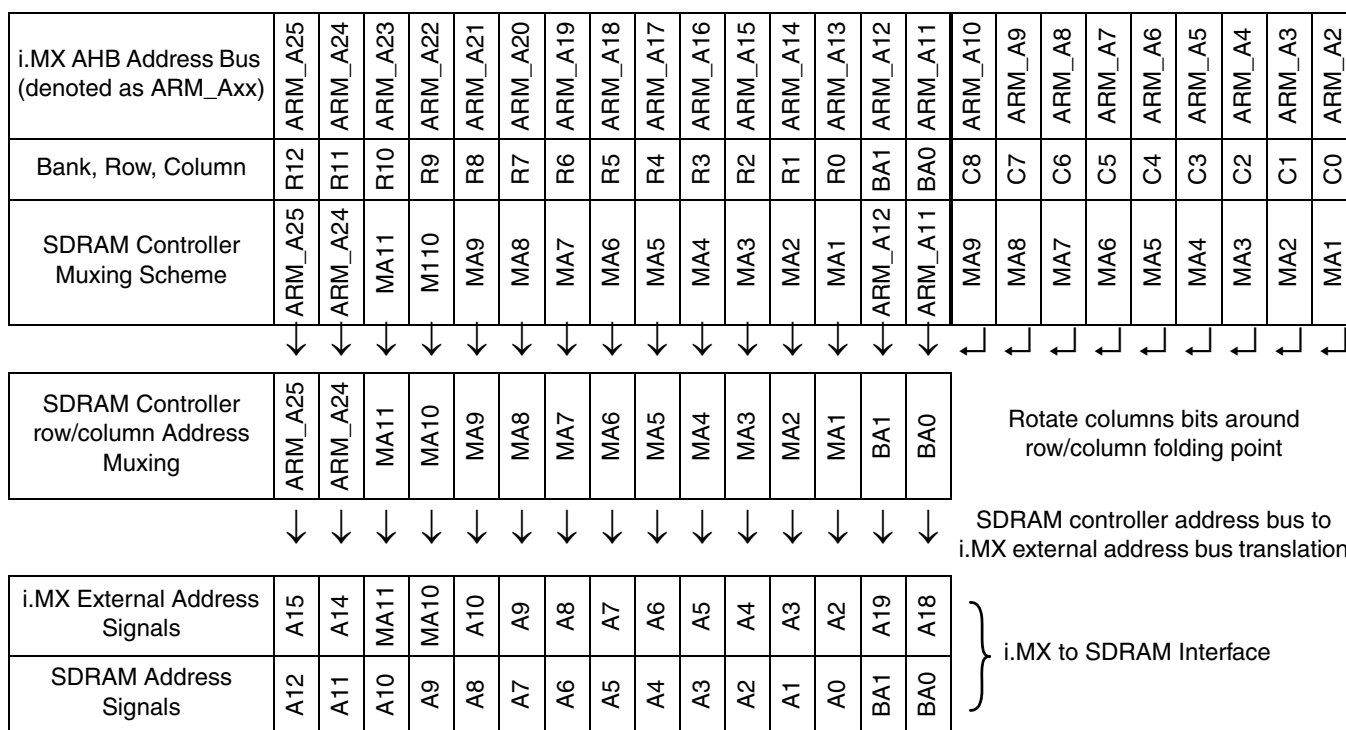 i.MX AHB Address Bus
(denoted as ARM_Axx)
ARM_A25 ARM_A24 ARM_A23 ARM_A22 ARM_A21 ARM_A20 ARM_A19 ARM_A18 ARM_A17 ARM_A16 ARM_A15 ARM_A14 ARM_A13 ARM_A12 ARM_A11 ARM_A10 ARM_A9 ARM_A8 ARM_A7 ARM_A6 ARM_A5 ARM_A4 ARM_A3 ARM_A2
Bank, Row, Column R12 R11 R10 R9 R8 R7 R6 R5 R4 R3 R2 R1 R0 BA1 BA0 C8 C7 C6 C5 C4 C3 C2 C1 C0
SDRAM Controller
Muxing Scheme
ARM_A25 ARM_A24 MA11 M110 MA9 MA8 MA7 MA6 MA5 MA4 MA3 MA2 MA1 ARM_A12 ARM_A11 MA9 MA8 MA7 MA6 MA5 MA4 MA3 MA2 MA1
SDRAM Controller
row/column Address
Muxing
ARM_A25 ARM_A24 MA11 MA10 MA9 MA8 MA7 MA6 MA5 MA4 MA3 MA2 MA1 BA1 BA0
Rotate columns bits around
row/column folding point
SDRAM controller address bus to
i.MX external address bus translation
i.MX External Address
Signals
A15 A14 MA11 MA10 A10 A9 A8 A7 A6 A5 A4 A3 A2 A19 A18
SDRAM Address
Signals
A12 A11 A10 A9 A8 A7 A6 A5 A4 A3 A2 A1 A0 BA1 BA0
i.MX to SDRAM Interface